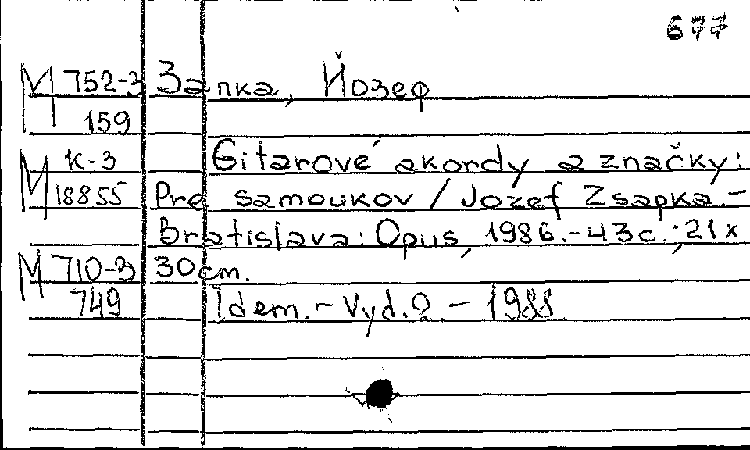 677
М 752-3 Запка, Йозеф
159
М К-3 Gitarové akordy a značky:
18855 Pre samoukov / Jozef Zsapka. –
Bratislava: Opus, 1986. – 43с.; 21х
М 710-3 30cm.
749 Idem. – Vyd. 2. – 1988